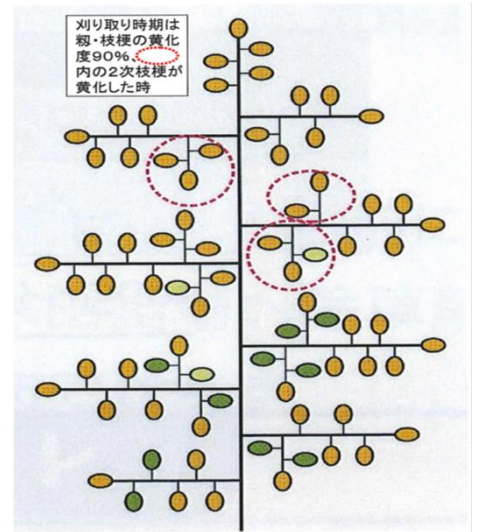 刈り取り時期は
籾・枝梗の黄化
度90%、
内の2次枝梗が
黄化した時